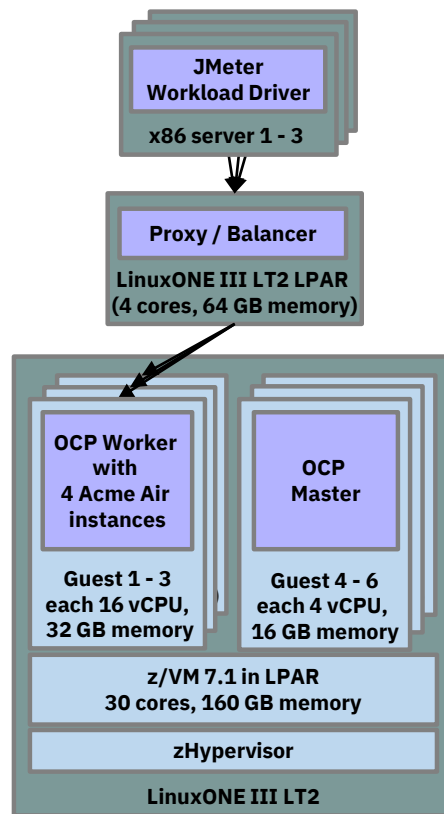 JMeter
Workload Driver
x86 server 1 - 3
Proxy / Balancer
LinuxONE III LT2 LPAR
(4 cores, 64 GB memory)
OCP Worker
with
4 Acme Air
instances
Guest 1 - 3
each 16 vCPU,
32 GB memory
OCP
Master
Guest 4 - 6
each 4 vCPU,
16 GB memory
z/VM 7.1 in LPAR
30 cores, 160 GB memory
zHypervisor
LinuxONE III LT2